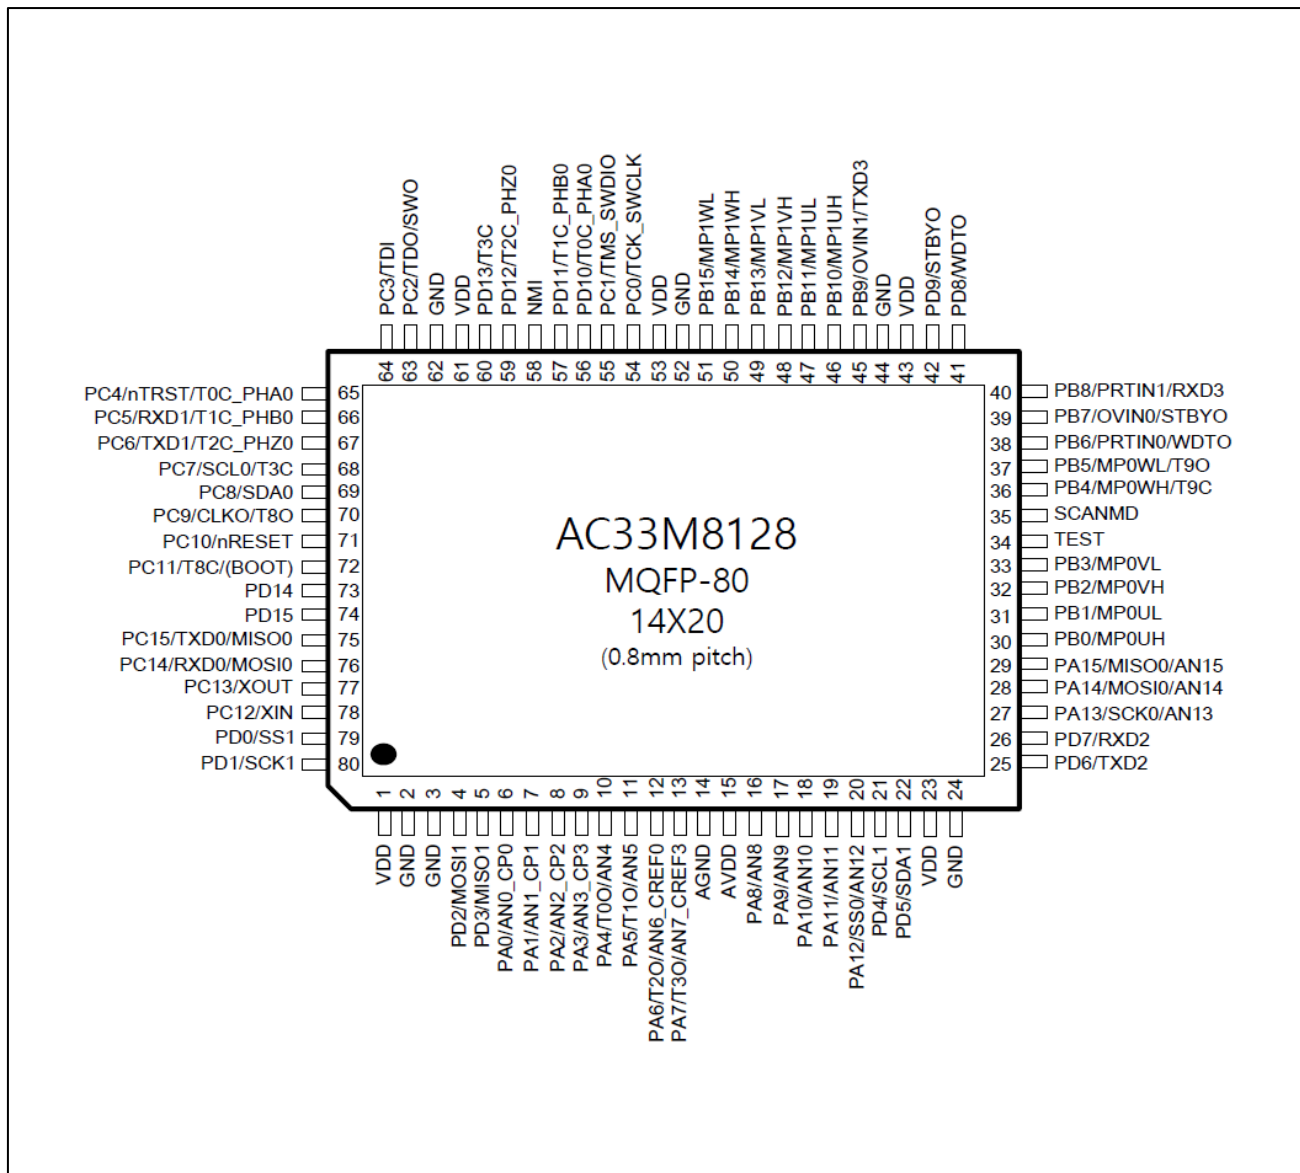 PC3/TDI
PC2/TDO/SWO
GND
VDD
PD13/T3C
PD12/T2C_PHZ0
NMI
PD11/T1C_PHB0
PD10/T0C_PHA0
PC1/TMS_SWDIO
PC0/TCK_SWCLK
VDD
GND
PB15/MP1WL
PB14/MP1WH
PB13/MP1VL
PB12/MP1VH
PB11/MP1UL
PB10/MP1UH
PB9/OVIN1/TXD3
GND
VDD
PD9/STBYO
PD8/WDTO
64 63 62 61 60 59 58 57 56 55 54 53 52 51 50 49 48 47 46 45 44 43 42 41
PC4/nTRST/T0C_PHA0 65
PC5/RXD1/T1C_PHB0 66
PC6/TXD1/T2C_PHZ0 67
PC7/SCL0/T3C 68
PC8/SDA0 69
PC9/CLKO/T8O 70
PC10/nRESET 71
PC11/T8C/(BOOT) 72
PD14 73
PD15 74
PC15/TXD0/MISO0 75
PC14/RXD0/MOSI0 76
PC13/XOUT 77
PC12/XIN 78
PD0/SS1 79
PD1/SCK1 80
AC33M8128
MQFP-80
14X20
(0.8mm pitch)
40 PB8/PRTIN1/RXD3
39 PB7/OVIN0/STBYO
38 PB6/PRTIN0/WDTO
37 PB5/MP0WL/T9O
36 PB4/MP0WH/T9C
35 SCANMD
34 TEST
33 PB3/MP0VL
32 PB2/MP0VH
31 PB1/MP0UL
30 PB0/MP0UH
29 PA15/MISO0/AN15
28 PA14/MOSI0/AN14
27 PA13/SCK0/AN13
26 PD7/RXD2
25 PD6/TXD2
1 2 3 4 5 6 7 8 9 10 11 12 13 14 15 16 17 18 19 20 21 22 23 24
VDD
GND
GND
PD2/MOSI1
PD3/MISO1
PA0/AN0_CP0
PA1/AN1_CP1
PA2/AN2_CP2
PA3/AN3_CP3
PA4/T0O/AN4
PA5/T1O/AN5
PA6/T2O/AN6_CREF0
PA7/T3O/AN7_CREF3
AGND
AVDD
PA8/AN8
PA9/AN9
PA10/AN10
PA11/AN11
PA12/SS0/AN12
PD4/SCL1
PD5/SDA1
VDD
GND